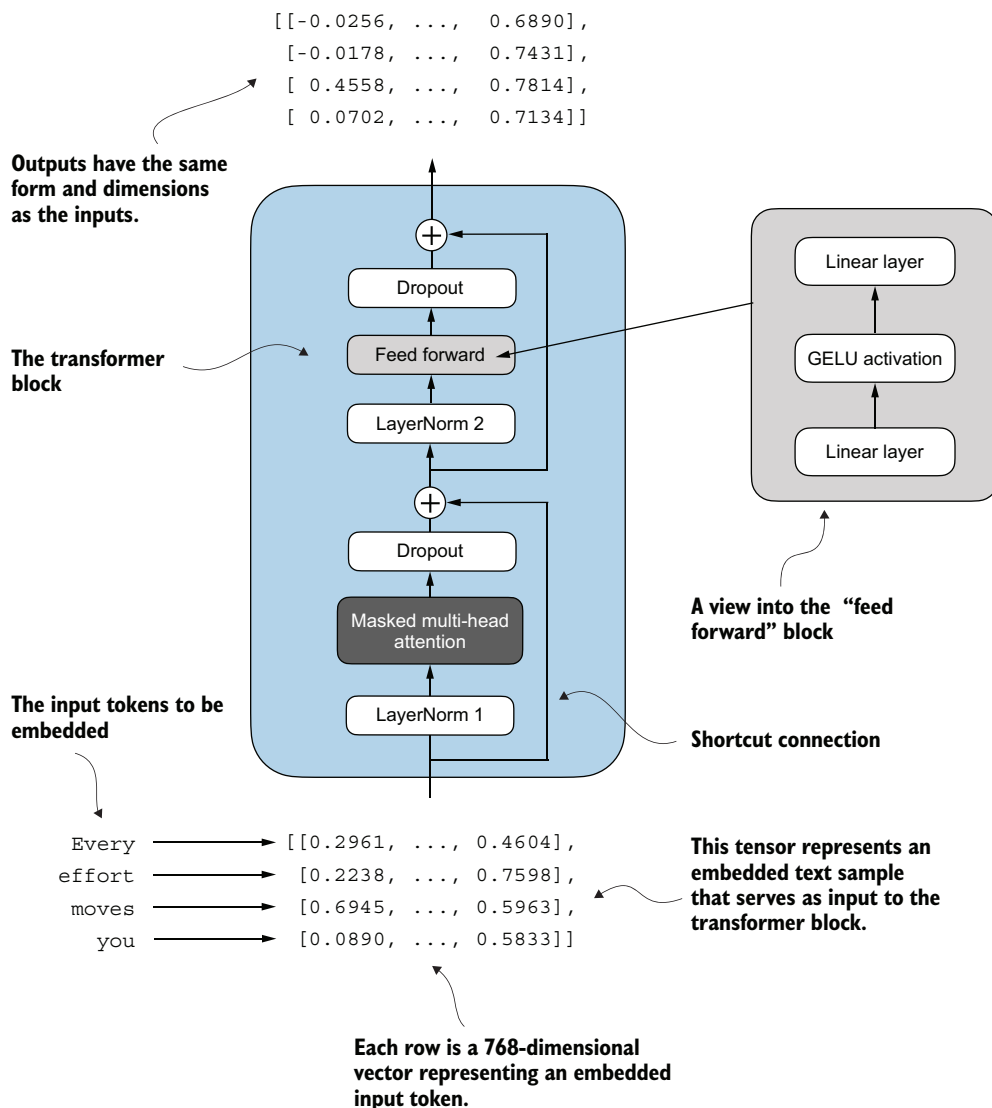 [[-0.0256, ..., 0.6890],
[-0.0178, ..., 0.7431],
[ 0.4558, ..., 0.7814],
[ 0.0702, ..., 0.7134]]
Outputs have the same
form and dimensions
as the inputs.
+
Dropout
Feed forward
LayerNorm 2
+
Dropout
Masked multi-head
attention
LayerNorm 1
The transformer
block
Linear layer
GELU activation
Linear layer
A view into the “feed
forward” block
Shortcut connection
The input tokens to be
embedded
Every [[0.2961, ..., 0.4604],
effort [0.2238, ..., 0.7598],
moves [0.6945, ..., 0.5963],
you [0.0890, ..., 0.5833]]
This tensor represents an
embedded text sample
that serves as input to the
transformer block.
Each row is a 768-dimensional
vector representing an embedded
input token.